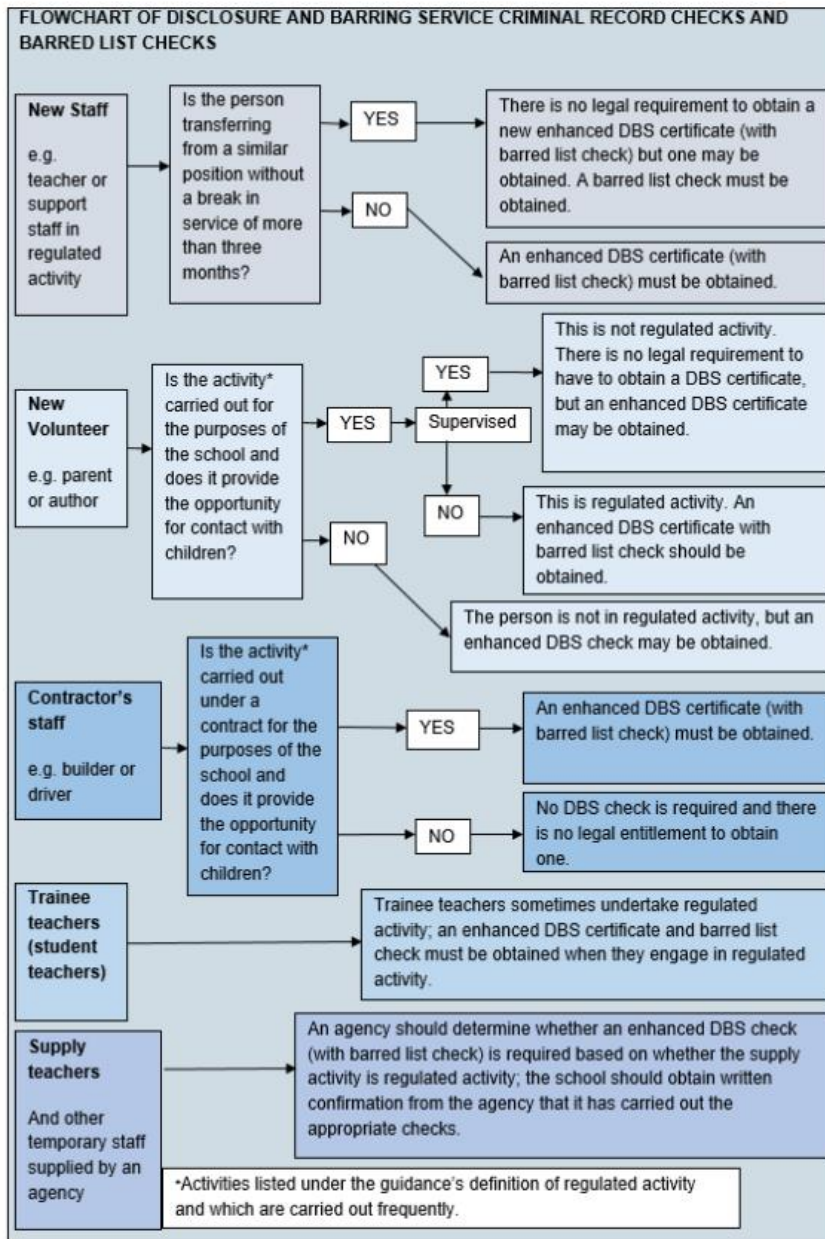 FLOWCHART OF DISCLOSURE AND BARRING SERVICE CRIMINAL RECORD CHECKS AND
BARRED LIST CHECKS
New Staff
e.g.
teacher or
support
staff in
regulated
activity
Is the person
transferring
from a similar
position without
a break in
service of more
than three
months?
YES
There is no legal requirement to obtain a
new enhanced DBS certificate (with
barred list check) but one may be
obtained. A barred list check must be
obtained.
NO
An enhanced DBS certificate (with
barred list check) must be obtained.
New
Volunteer
e.g. parent
or author
Is the activity*
carried out for
the purposes of
the school and
does it provide
the opportunity
for contact with
children?
YES
Supervised
YES
This is not regulated activity.
There is no legal requirement to
have to obtain a DBS certificate,
but an enhanced DBS certificate
may be obtained.
NO
This is regulated activity. An
enhanced DBS certificate with
barred list check should be
obtained.
NO
The person is not in regulated activity, but an
enhanced DBS check may be obtained.
Contractor's
staff
e.g. builder or
driver
Is the activity*
carried out
under a
contract for the
purposes of the
school and
does it provide
the opportunity
for contact with
children?
YES
An enhanced DBS certificate (with
barred list check) must be obtained.
NO
No DBS check is required and there
is no legal entitlement to obtain
one.
Trainee
teachers
(student
teachers)
Trainee teachers sometimes undertake regulated
activity; an enhanced DBS certificate and barred list
check must be obtained when they engage in regulated
activity.
Supply
teachers
And other
temporary staff
supplied by an
agency
An agency should determine whether an enhanced DBS check
(with barred list check) is required based on whether the supply
activity is regulated activity; the school should obtain written
confirmation from the agency that it has carried out the
appropriate checks.
*Activities listed under the guidance's definition of regulated activity
and which are carried out frequently.